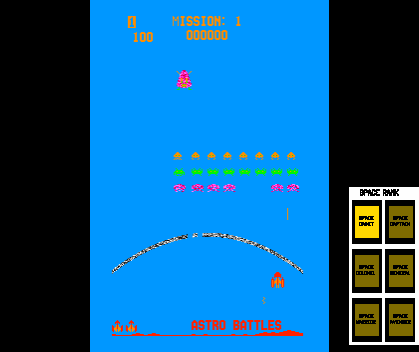 MISSION: 1
100 000000
ASTRO BATTLES
SPACE RANK
SPACE CADET
SPACE CAPTAIN
SPACE COLONEL
SPACE GENERAL
SPACE WARRIOR
SPACE AVENGER